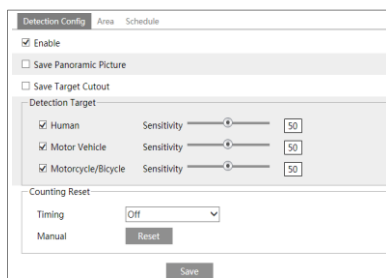 Detection Config Area Schedule
Enable
Save Panoramic Picture
Save Target Cutout
Detection Target
Human Sensitivity 50
Motor Vehicle Sensitivity 50
Motorcycle/Bicycle Sensitivity 50
Counting Reset
Timing Off
Manual Reset
Save